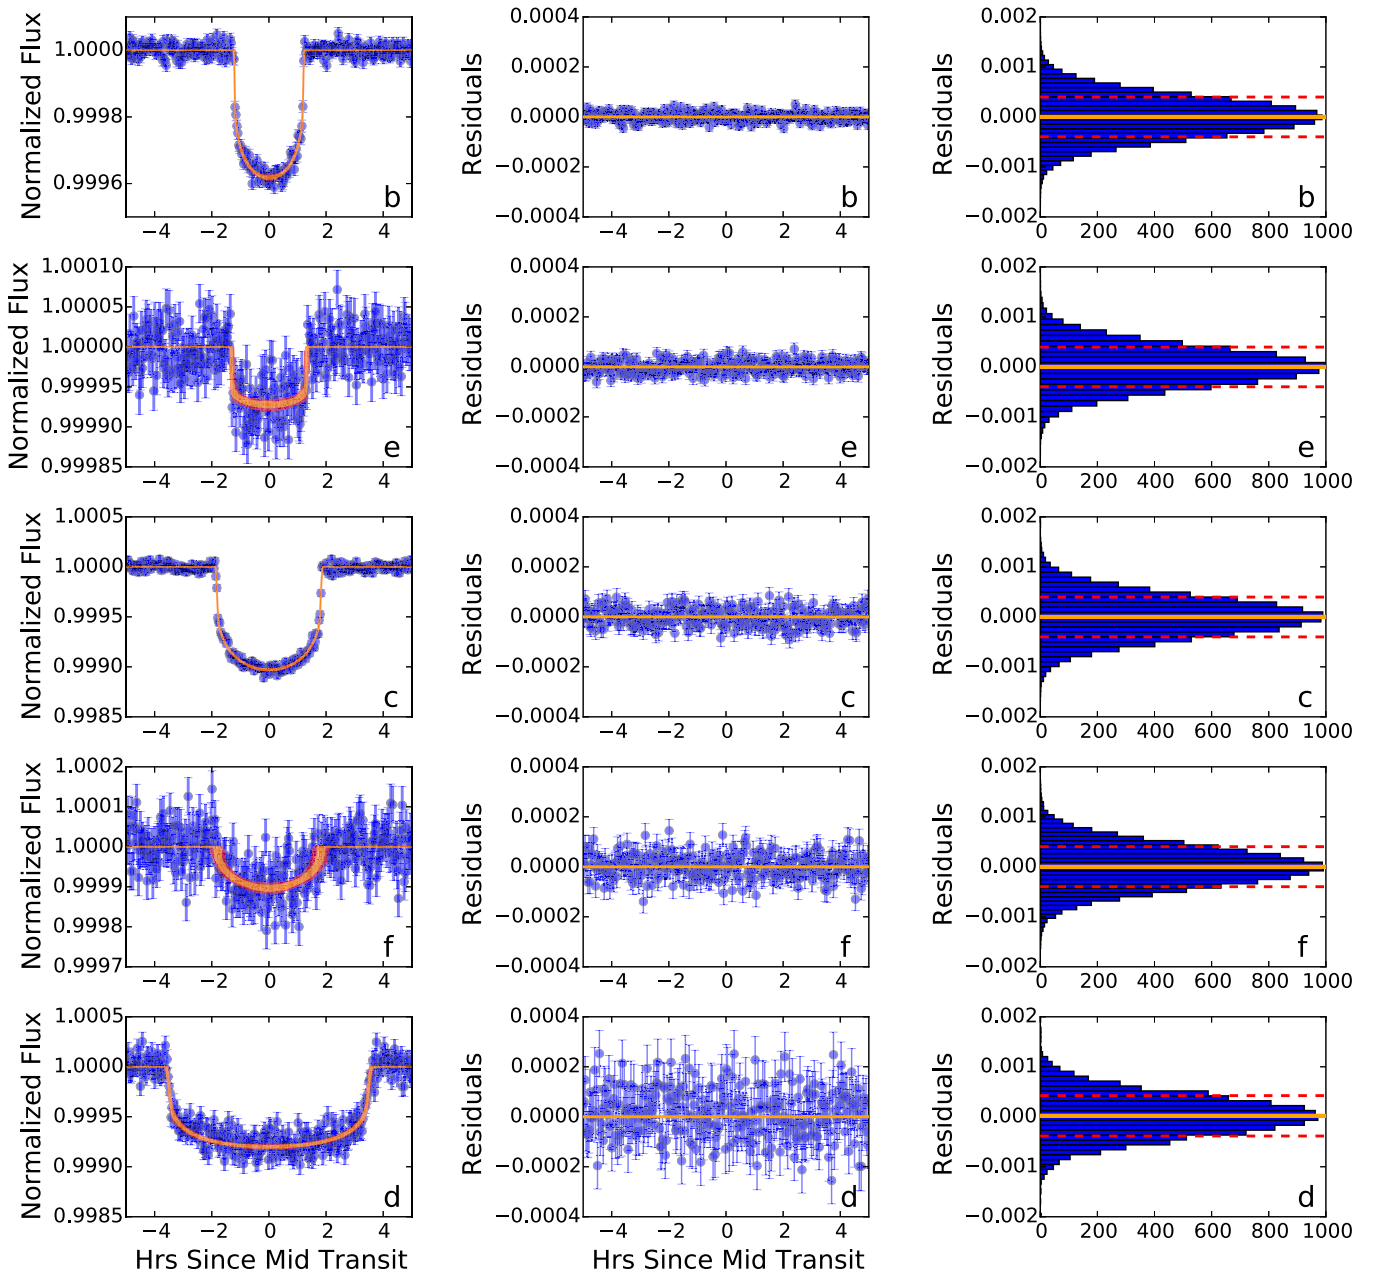 Normalized Flux
1.0000
0.9998
0.9996
−4 −2 0 2 4
b
Residuals
0.0004
0.0002
0.0000
−0.0002
−0.0004
−4 −2 0 2 4
b
Residuals
0.002
0.001
0.000
−0.001
−0.002
0 200 400 600 800 1000
b
Normalized Flux
1.00010
1.00005
1.00000
0.99995
0.99990
0.99985
−4 −2 0 2 4
e
Residuals
0.0004
0.0002
0.0000
−0.0002
−0.0004
−4 −2 0 2 4
e
Residuals
0.002
0.001
0.000
−0.001
−0.002
0 200 400 600 800 1000
e
Normalized Flux
1.0005
1.0000
0.9995
0.9990
0.9985
−4 −2 0 2 4
c
Residuals
0.0004
0.0002
0.0000
−0.0002
−0.0004
−4 −2 0 2 4
c
Residuals
0.002
0.001
0.000
−0.001
−0.002
0 200 400 600 800 1000
c
Normalized Flux
1.0002
1.0001
1.0000
0.9999
0.9998
0.9997
−4 −2 0 2 4
f
Residuals
0.0004
0.0002
0.0000
−0.0002
−0.0004
−4 −2 0 2 4
f
Residuals
0.002
0.001
0.000
−0.001
−0.002
0 200 400 600 800 1000
f
Normalized Flux
1.0005
1.0000
0.9995
0.9990
0.9985
−4 −2 0 2 4
d
Hrs Since Mid Transit
Residuals
0.0004
0.0002
0.0000
−0.0002
−0.0004
−4 −2 0 2 4
d
Hrs Since Mid Transit
Residuals
0.002
0.001
0.000
−0.001
−0.002
0 200 400 600 800 1000
d